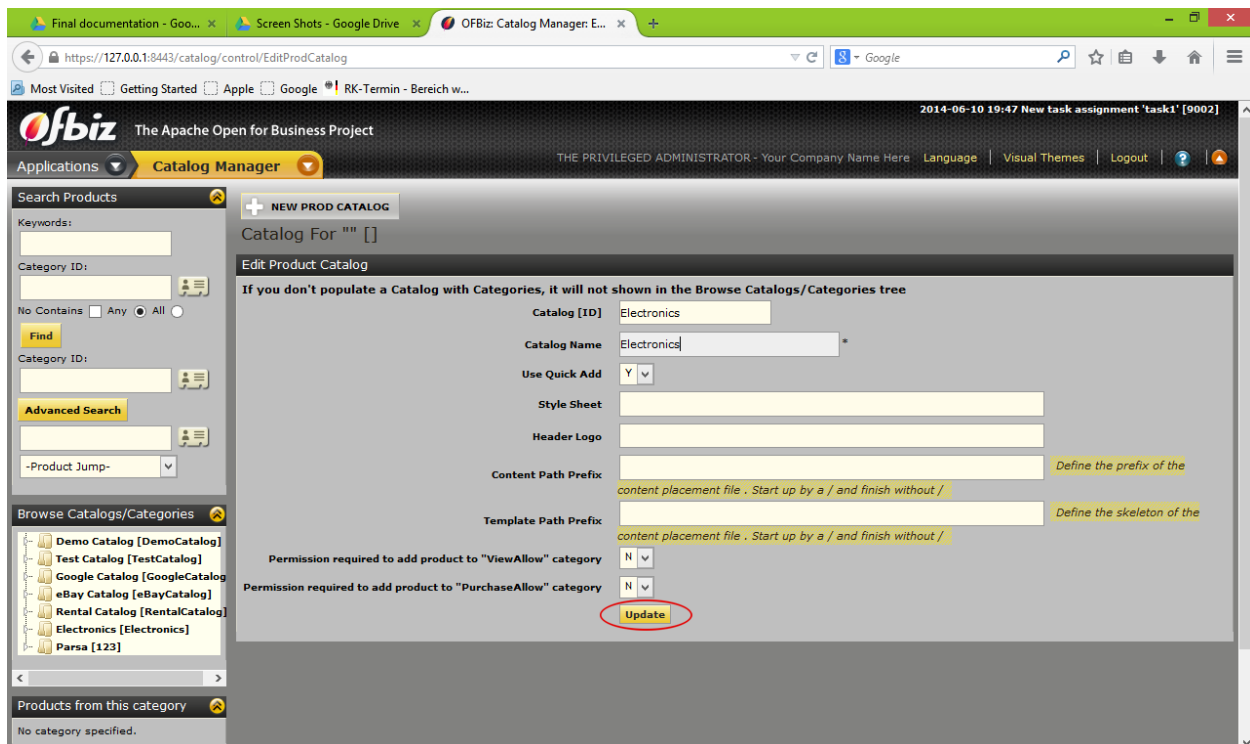 Final documentation - Goo... ×
Screen Shots - Google Drive ×
OFBiz: Catalog Manager: E... ×
https://127.0.0.1:8443/catalog/control/EditProdCatalog
Google
Most Visited Getting Started Apple Google RK-Termin - Bereich w...
Ofbiz The Apache Open for Business Project
2014-06-10 19:47 New task assignment 'task1' [9002]
Applications Catalog Manager
THE PRIVILEGED ADMINISTRATOR - Your Company Name Here Language | Visual Themes | Logout | ? |
Search Products
Keywords:
Category ID:
No Contains Any All
Find
Category ID:
Advanced Search
-Product Jump-
Browse Catalogs/Categories
Demo Catalog [DemoCatalog]
Test Catalog [TestCatalog]
Google Catalog [GoogleCatalog
eBay Catalog [eBayCatalog]
Rental Catalog [RentalCatalog]
Electronics [Electronics]
Parsa [123]
Products from this category
No category specified.
NEW PROD CATALOG
Catalog For "" []
Edit Product Catalog
If you don't populate a Catalog with Categories, it will not shown in the Browse Catalogs/Categories tree
Catalog [ID] Electronics
Catalog Name Electronics *
Use Quick Add Y
Style Sheet
Header Logo
Content Path Prefix Define the prefix of the
content placement file . Start up by a / and finish without /
Template Path Prefix Define the skeleton of the
content placement file . Start up by a / and finish without /
Permission required to add product to "ViewAllow" category N
Permission required to add product to "PurchaseAllow" category N
Update